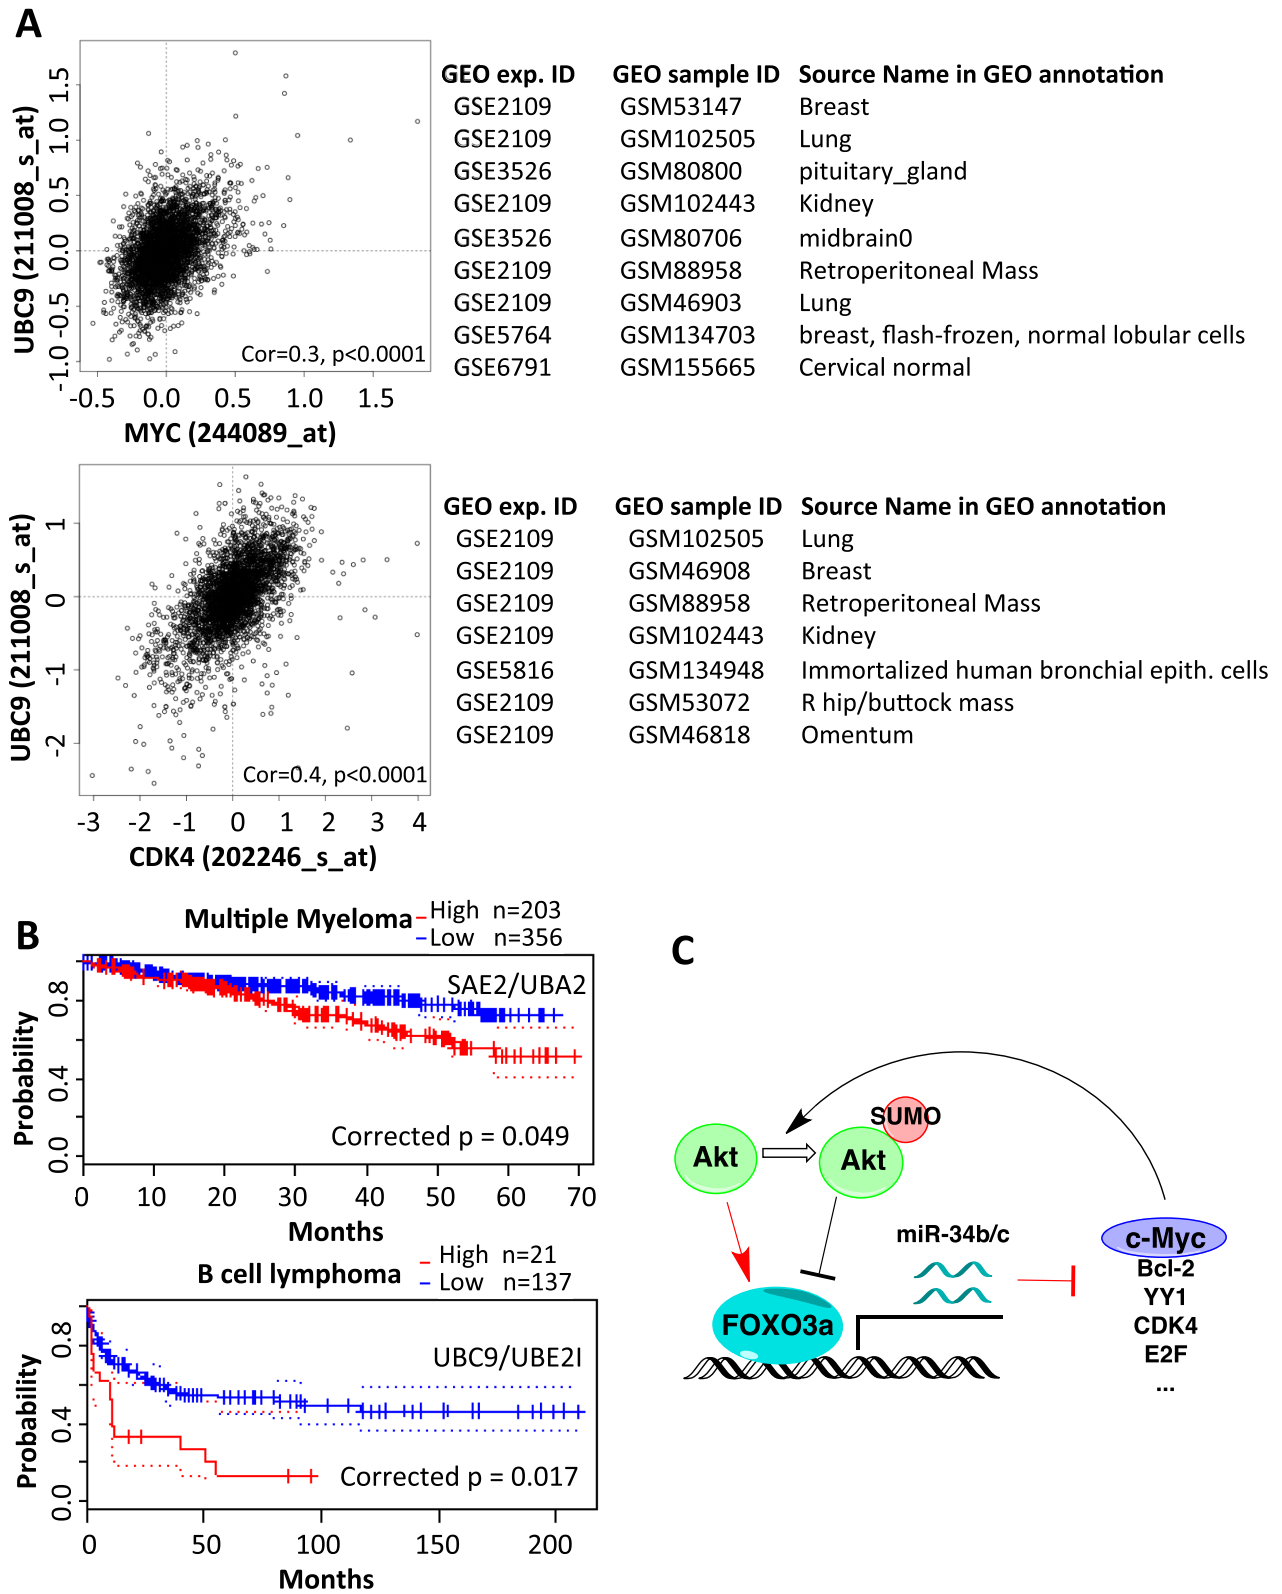 A
UBC9 (211008_s_at)
1.5
1.0
0.5
0.0
-0.5
-1.0
Cor=0.3, p<0.0001
-0.5 0.0 0.5 1.0 1.5
MYC (244089_at)
GEO exp. ID GEO sample ID Source Name in GEO annotation
GSE2109 GSM53147 Breast
GSE2109 GSM102505 Lung
GSE3526 GSM80800 pituitary_gland
GSE2109 GSM102443 Kidney
GSE3526 GSM80706 midbrain0
GSE2109 GSM88958 Retroperitoneal Mass
GSE2109 GSM46903 Lung
GSE5764 GSM134703 breast, flash-frozen, normal lobular cells
GSE6791 GSM155665 Cervical normal
UBC9 (211008_s_at)
1
0
-1
-2
Cor=0.4, p<0.0001
-3 -2 -1 0 1 2 3 4
CDK4 (202246_s_at)
GEO exp. ID GEO sample ID Source Name in GEO annotation
GSE2109 GSM102505 Lung
GSE2109 GSM46908 Breast
GSE2109 GSM88958 Retroperitoneal Mass
GSE2109 GSM102443 Kidney
GSE5816 GSM134948 Immortalized human bronchial epith. cells
GSE2109 GSM53072 R hip/buttock mass
GSE2109 GSM46818 Omentum
B
Multiple Myeloma
High n=203
Low n=356
SAE2/UBA2
Probability
0.8
0.4
0.0
Corrected p = 0.049
0 10 20 30 40 50 60 70
Months
B cell lymphoma
High n=21
Low n=137
UBC9/UBE2I
Probability
0.8
0.4
0.0
Corrected p = 0.017
0 50 100 150 200
Months
C
SUMO
Akt
Akt
miR-34b/c
c-Myc
Bcl-2
YY1
CDK4
E2F
...
FOXO3a